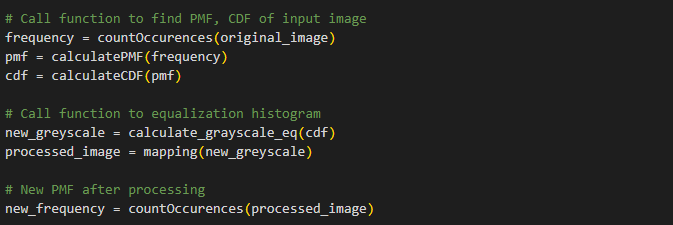 # Call function to find PMF, CDF of input image
frequency = countOccurences(original_image)
pmf = calculatePMF(frequency)
cdf = calculateCDF(pmf)
# Call function to equalization histogram
new_greyscale = calculate_grayscale_eq(cdf)
processed_image = mapping(new_greyscale)
# New PMF after processing
new_frequency = countOccurences(processed_image)